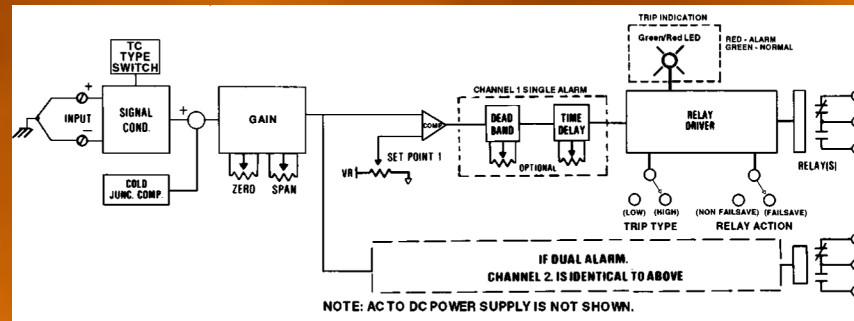 TRIP INDICATION
Green/Red LED
RED - ALARM
GREEN - NORMAL
TC
TYPE
SWITCH
+
INPUT
−
SIGNAL
COND.
+
GAIN
COLD
JUNC. COMP.
ZERO
SPAN
COMP
VR
SET POINT 1
CHANNEL 1 SINGLE ALARM
DEAD
BAND
TIME
DELAY
OPTIONAL
RELAY
DRIVER
RELAY(S)
(LOW)
(HIGH)
TRIP TYPE
(NON FAILSAVE)
(FAILSAVE)
RELAY ACTION
IF DUAL ALARM.
CHANNEL 2. IS IDENTICAL TO ABOVE
NOTE: AC TO DC POWER SUPPLY IS NOT SHOWN.